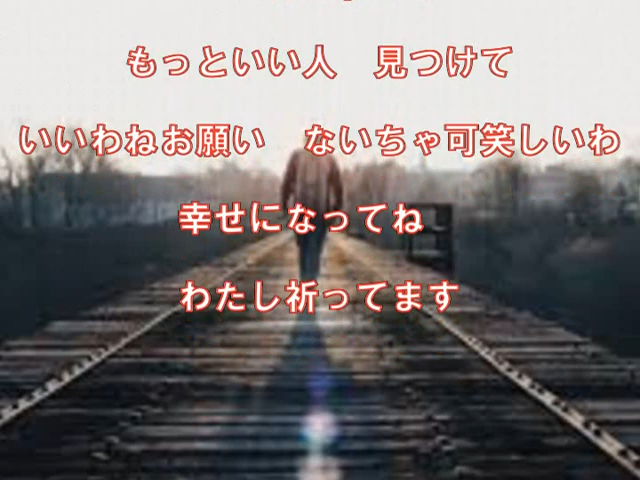 もっといい人　見つけて
いいわねお願い　ないちゃ可笑しいわ
幸せになってね
わたし祈ってます